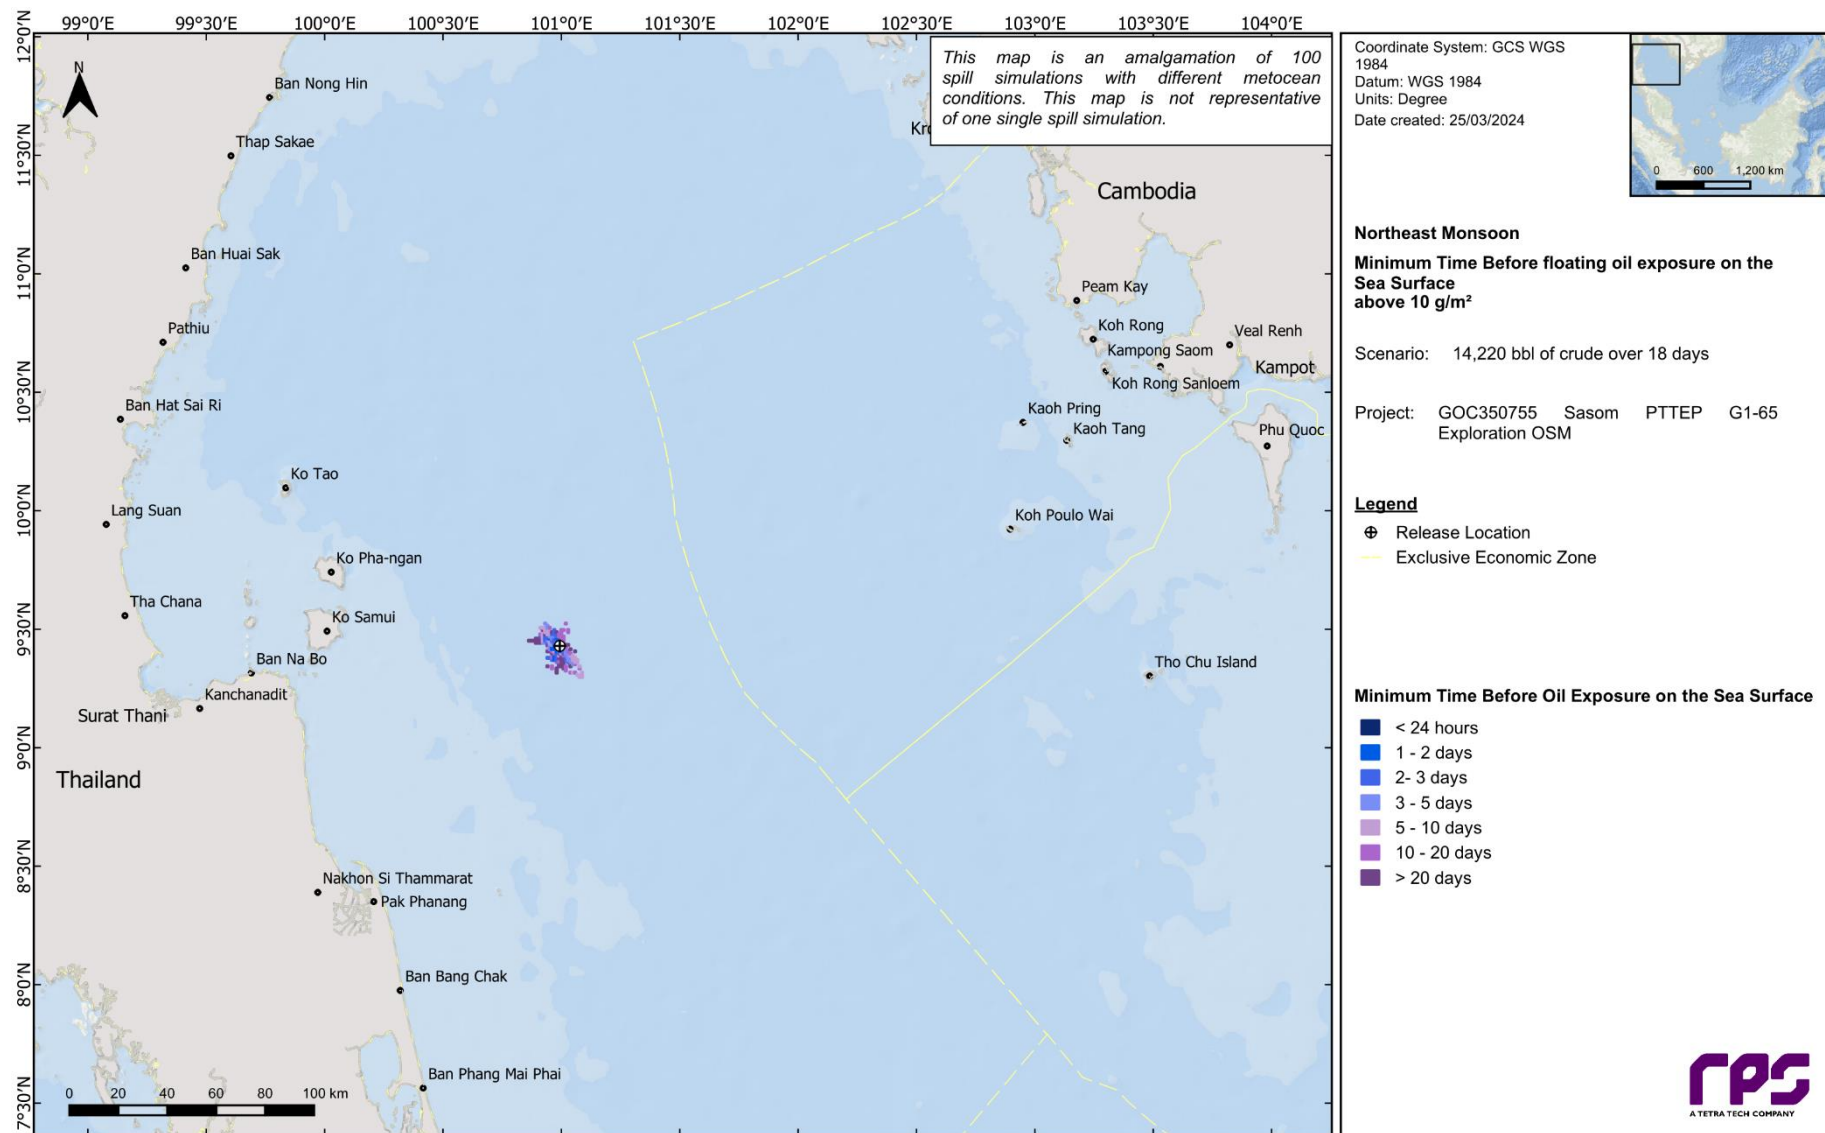 99°0'E 99°30'E 100°0'E 100°30'E 101°0'E 101°30'E 102°0'E 102°30'E 103°0'E 103°30'E 104°0'E
12°0'N
11°30'N
11°0'N
10°30'N
10°0'N
9°30'N
9°0'N
8°30'N
8°0'N
7°30'N
N
This map is an amalgamation of 100
spill simulations with different metocean
conditions. This map is not representative
of one single spill simulation.
Ban Nong Hin
Thap Sakae
Cambodia
Ban Huai Sak
Peam Kay
Pathiu
Koh Rong
Veal Renh
Kampong Saom
Kampot
Koh Rong Sanloem
Ban Hat Sai Ri
Kaoh Pring
Kaoh Tang
Phu Quoc
Ko Tao
Lang Suan
Koh Poulo Wai
Ko Pha-ngan
Tha Chana
Ko Samui
Ban Na Bo
Tho Chu Island
Kanchanadit
Surat Thani
Thailand
Nakhon Si Thammarat
Pak Phanang
Ban Bang Chak
Ban Phang Mai Phai
0 20 40 60 80 100 km
Coordinate System: GCS WGS
1984
Datum: WGS 1984
Units: Degree
Date created: 25/03/2024
0 600 1,200 km
Northeast Monsoon
Minimum Time Before floating oil exposure on the
Sea Surface
above 10 g/m²
Scenario: 14,220 bbl of crude over 18 days
Project: GOC350755 Sasom PTTEP G1-65
Exploration OSM
Legend
Release Location
Exclusive Economic Zone
Minimum Time Before Oil Exposure on the Sea Surface
< 24 hours
1 - 2 days
2- 3 days
3 - 5 days
5 - 10 days
10 - 20 days
> 20 days
rps
A TETRA TECH COMPANY